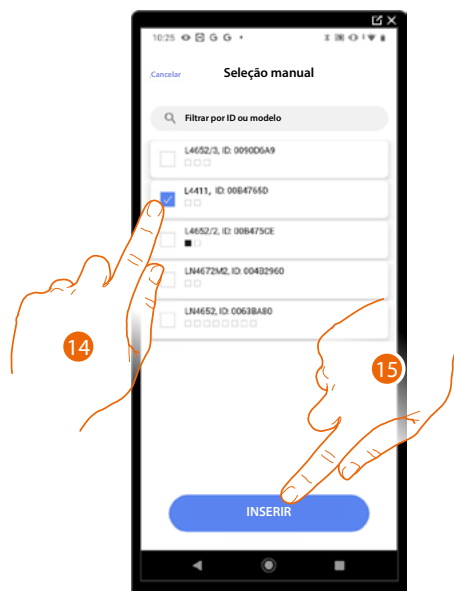 10:25 G G
Cancelar Seleção manual
Filtrar por ID ou modelo
L4652/3, ID: 0090D6A9
L4411, ID: 00B4765D
L4652/2, ID: 00B475CE
LN4672M2, ID: 004B2960
LN4652, ID: 0063BA80
14
15
INSERIR